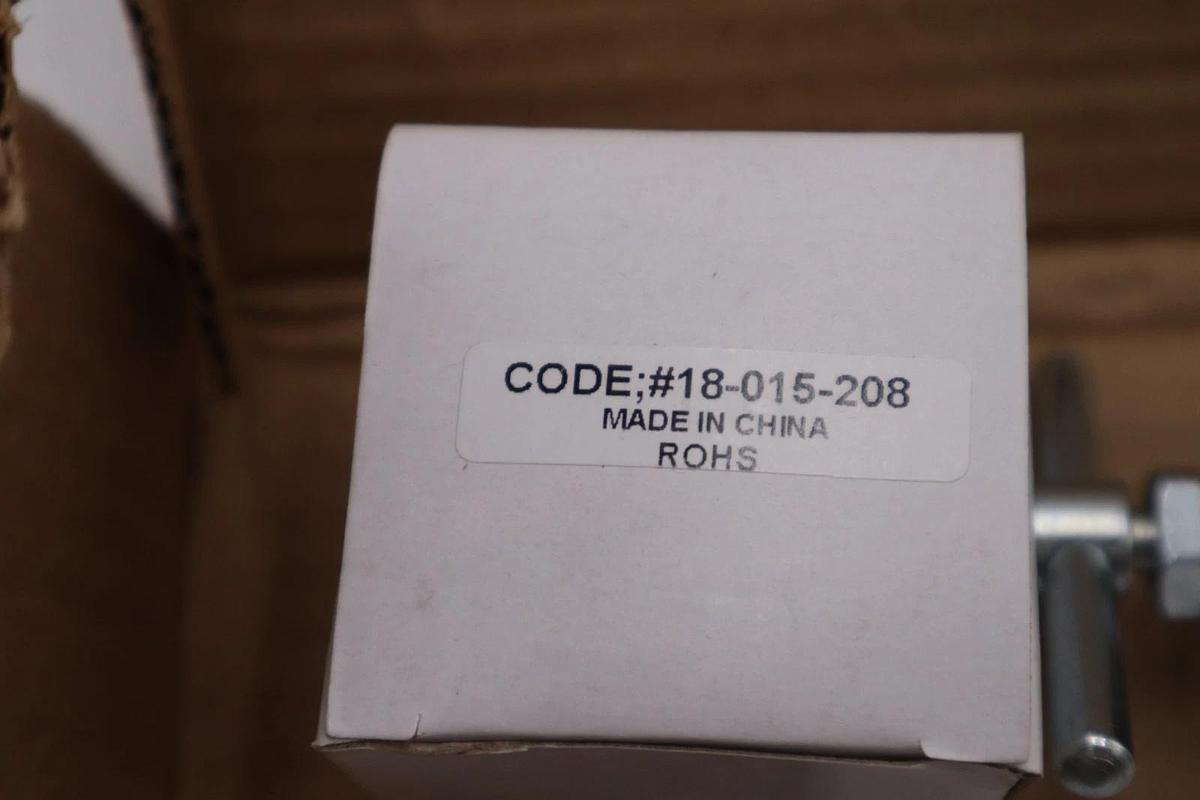 CODE;#18-015-208
MADE IN CHINA
ROHS